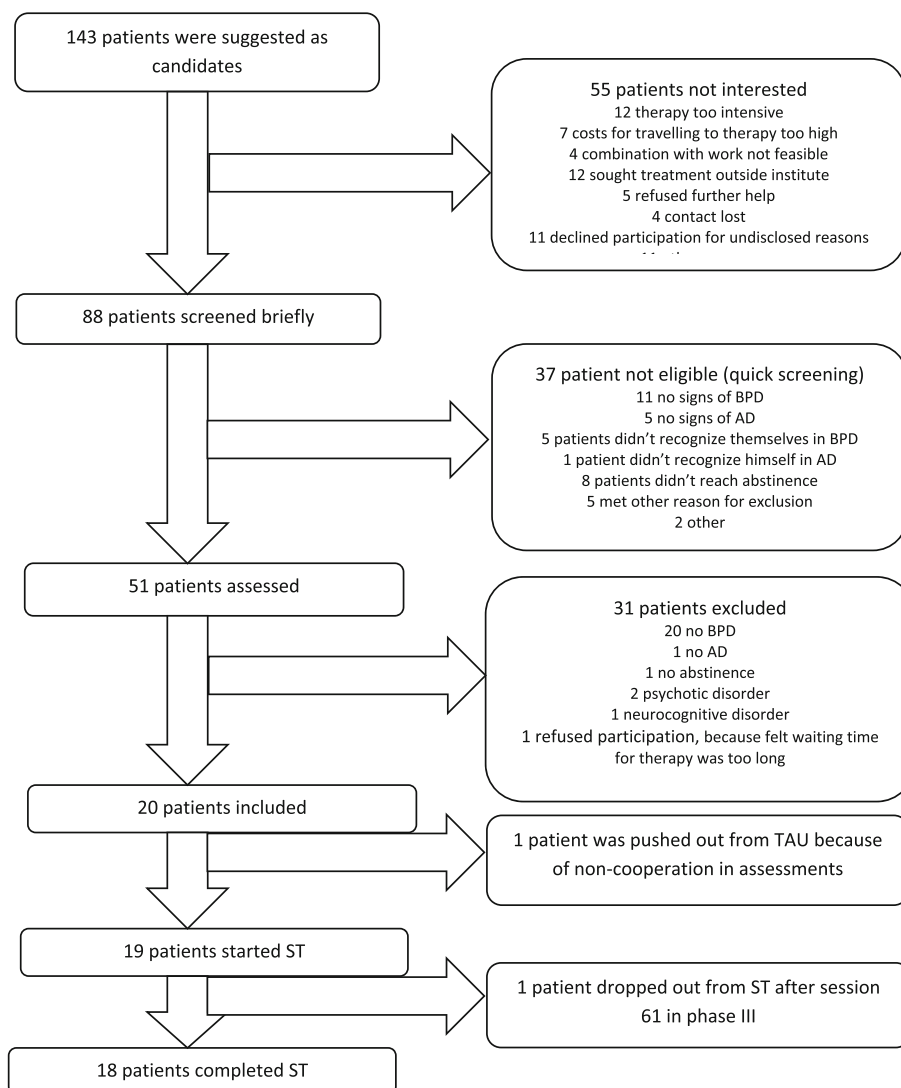 143 patients were suggested as
candidates
55 patients not interested
12 therapy too intensive
7 costs for travelling to therapy too high
4 combination with work not feasible
12 sought treatment outside institute
5 refused further help
4 contact lost
11 declined participation for undisclosed reasons
88 patients screened briefly
37 patient not eligible (quick screening)
11 no signs of BPD
5 no signs of AD
5 patients didn't recognize themselves in BPD
1 patient didn't recognize himself in AD
8 patients didn't reach abstinence
5 met other reason for exclusion
2 other
51 patients assessed
31 patients excluded
20 no BPD
1 no AD
1 no abstinence
2 psychotic disorder
1 neurocognitive disorder
1 refused participation, because felt waiting time
for therapy was too long
20 patients included
1 patient was pushed out from TAU because
of non-cooperation in assessments
19 patients started ST
1 patient dropped out from ST after session
61 in phase III
18 patients completed ST